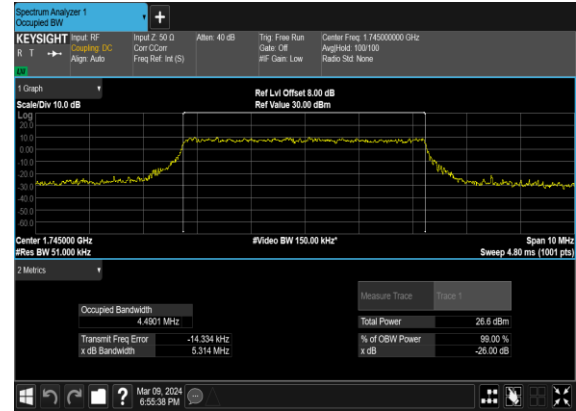 Spectrum Analyzer 1
Occupied BW
KEYSIGHT Input: RF Input Z: 50 Ω Atten: 40 dB Trig: Free Run Center Freq: 1.745000000 GHz
R T Coupling: DC Corr CCorr Gate: Off Avg|Hold: 100/100
Align: Auto Freq Ref: Int (S) #IF Gain: Low Radio Std: None
LV
1 Graph
Scale/Div 10.0 dB
Ref Lvl Offset 8.00 dB
Ref Value 30.00 dBm
Log
20.0
10.0
0.00
-10.0
-20.0
-30.0
-40.0
-50.0
-60.0
Center 1.745000 GHz #Video BW 150.00 kHz* Span 10 MHz
#Res BW 51.000 kHz Sweep 4.80 ms (1001 pts)
2 Metrics
Measure Trace Trace 1
Occupied Bandwidth
4.4901 MHz
Total Power 26.6 dBm
Transmit Freq Error -14.334 kHz % of OBW Power 99.00 %
x dB Bandwidth 5.314 MHz x dB -26.00 dB
Mar 09, 2024
6:55:38 PM